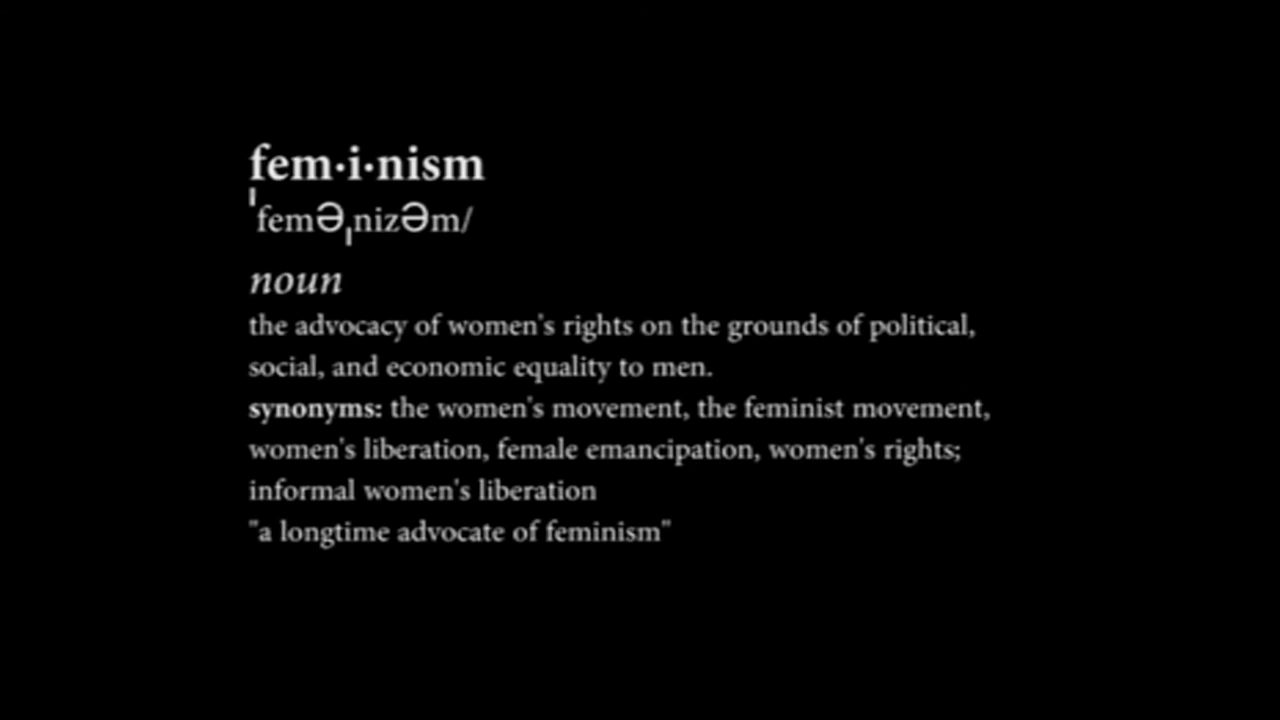 fem·i·nism
ˈfeməˌnizəm/
noun
the advocacy of women's rights on the grounds of political,
social, and economic equality to men.
synonyms: the women's movement, the feminist movement,
women's liberation, female emancipation, women's rights;
informal women's liberation
"a longtime advocate of feminism"